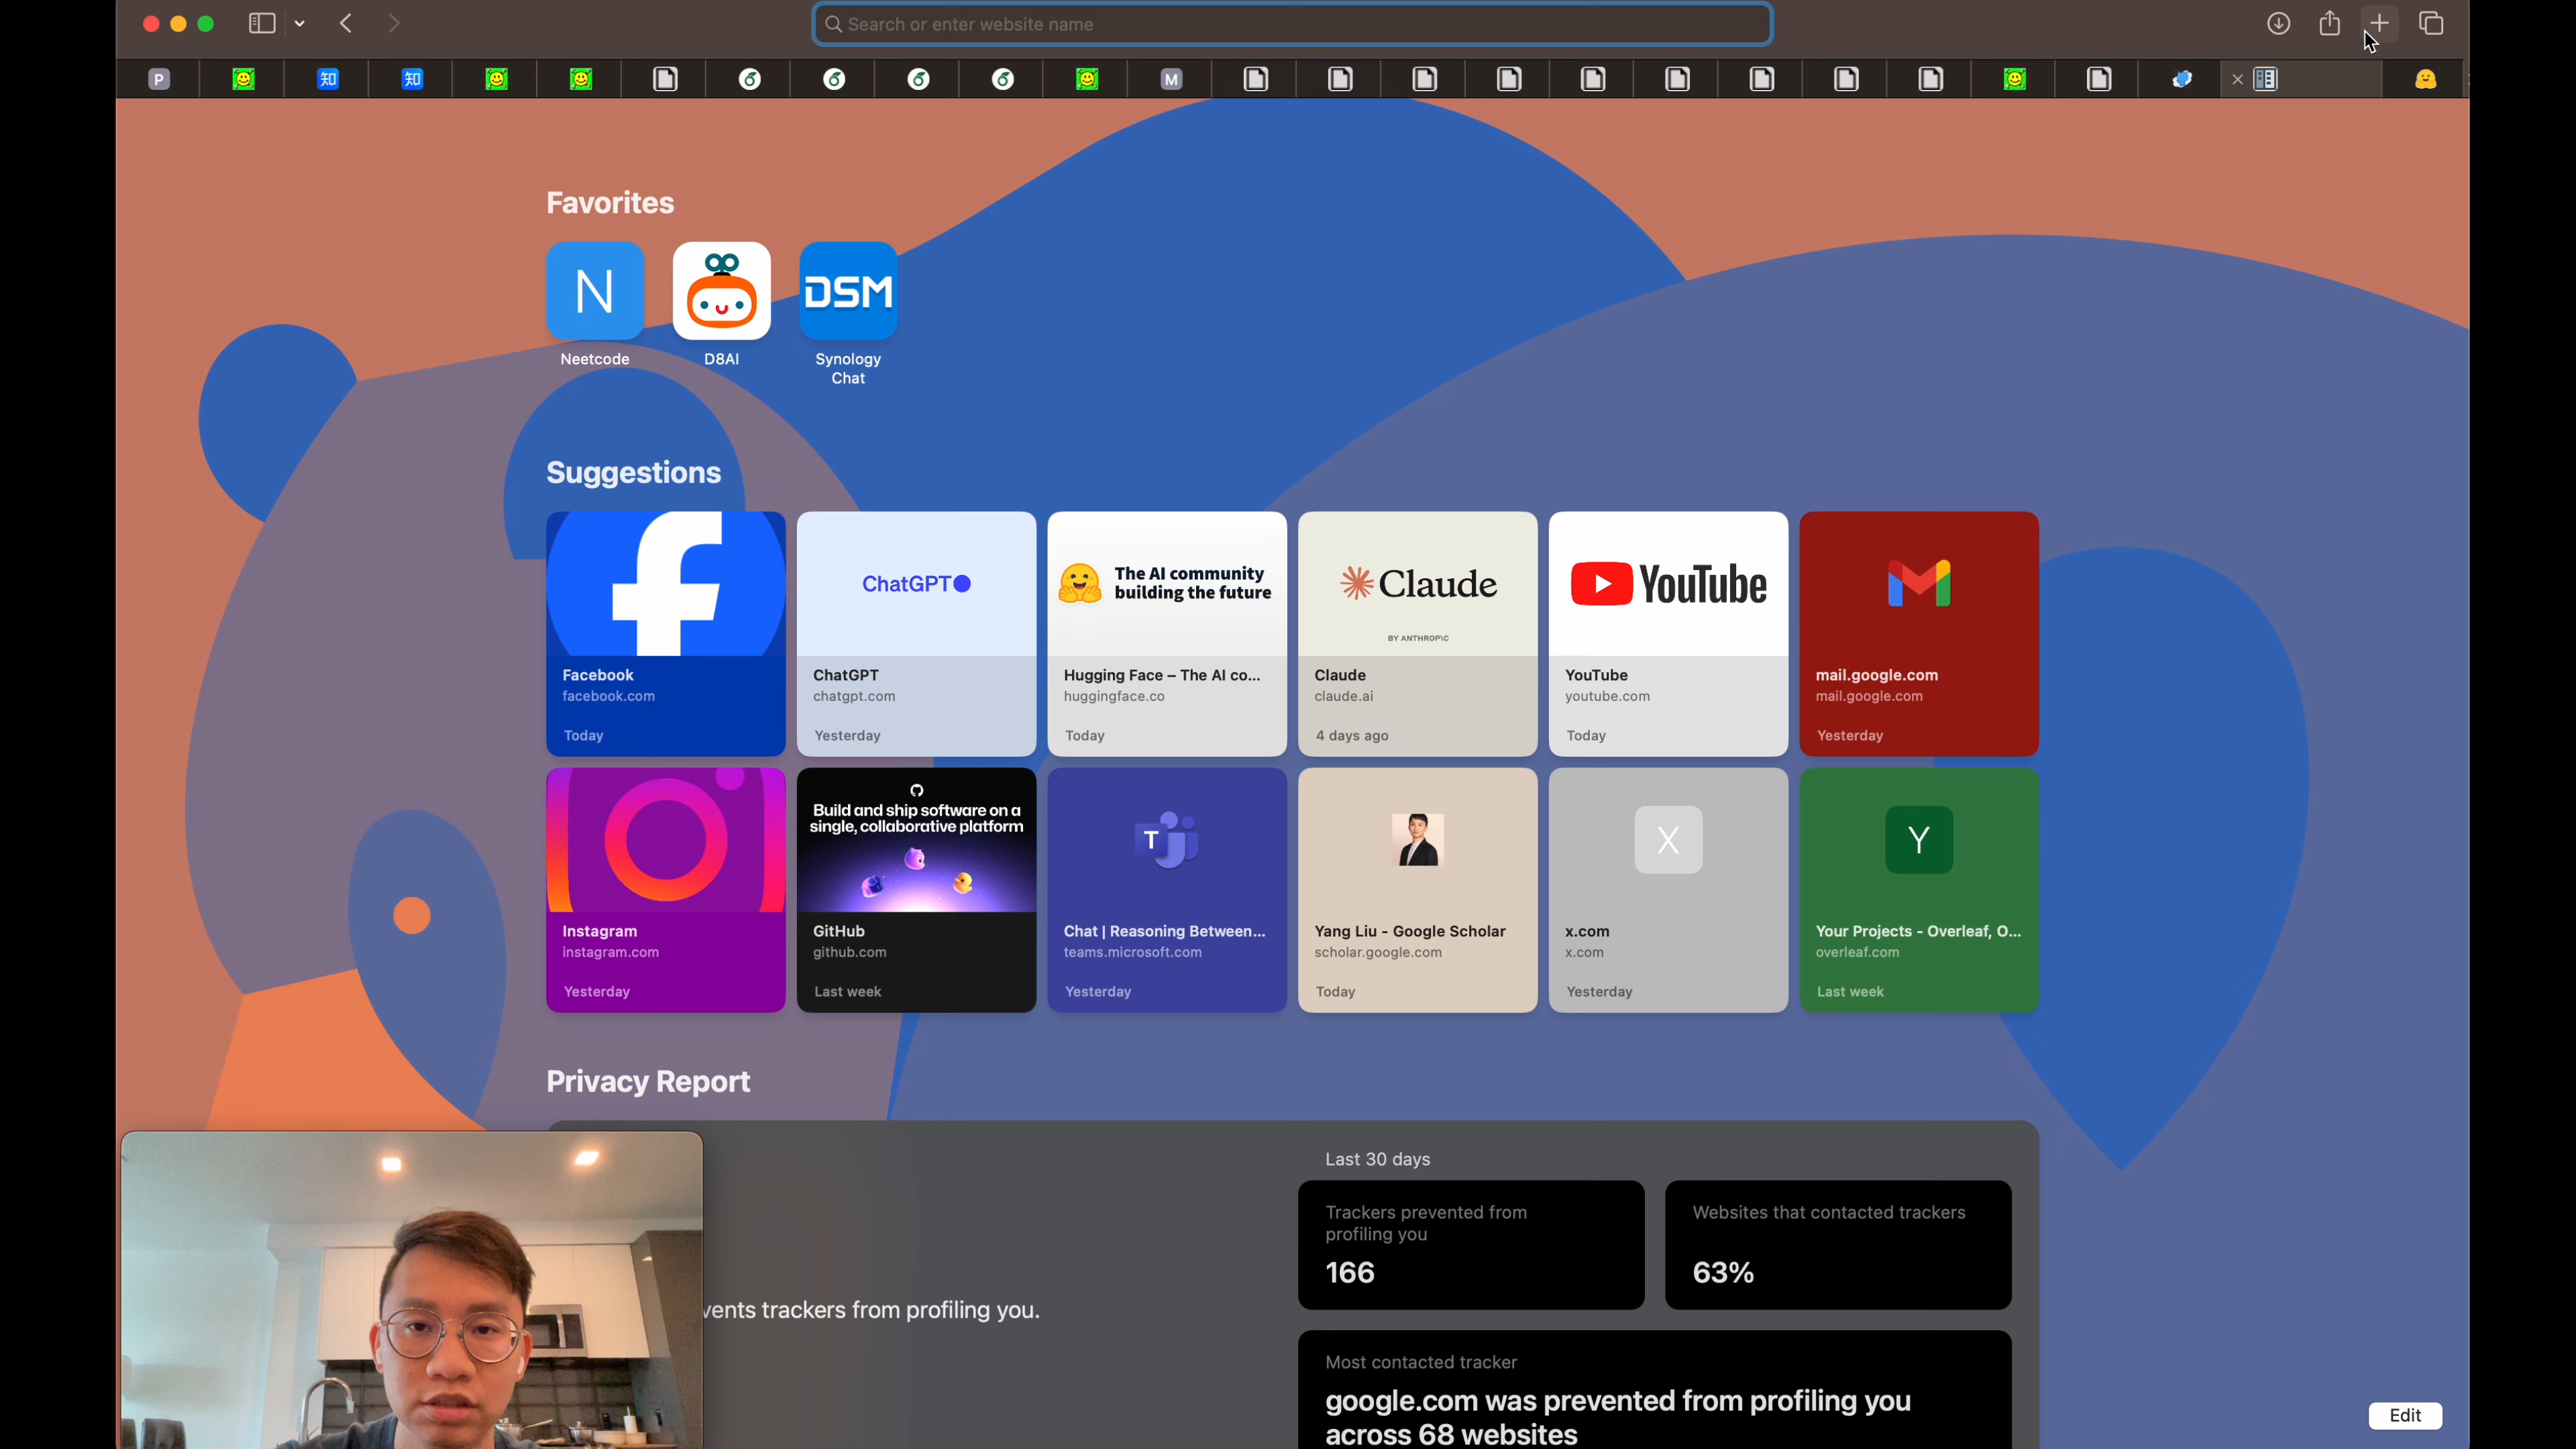 Search or enter website name
P
知
知
M
Favorites
N
DSM
Neetcode
D8AI
Synology
Chat
Suggestions
ChatGPT
The AI community
building the future
Claude
BY ANTHROP\C
YouTube
Facebook
facebook.com
Today
ChatGPT
chatgpt.com
Yesterday
Hugging Face – The AI co...
huggingface.co
Today
Claude
claude.ai
4 days ago
YouTube
youtube.com
Today
mail.google.com
mail.google.com
Yesterday
Build and ship software on a
single, collaborative platform
T
X
Y
Instagram
instagram.com
Yesterday
GitHub
github.com
Last week
Chat | Reasoning Between...
teams.microsoft.com
Yesterday
Yang Liu - Google Scholar
scholar.google.com
Today
x.com
x.com
Yesterday
Your Projects - Overleaf, O...
overleaf.com
Last week
Privacy Report
Last 30 days
Trackers prevented from
profiling you
166
Websites that contacted trackers
63%
vents trackers from profiling you.
Most contacted tracker
google.com was prevented from profiling you
across 68 websites
Edit